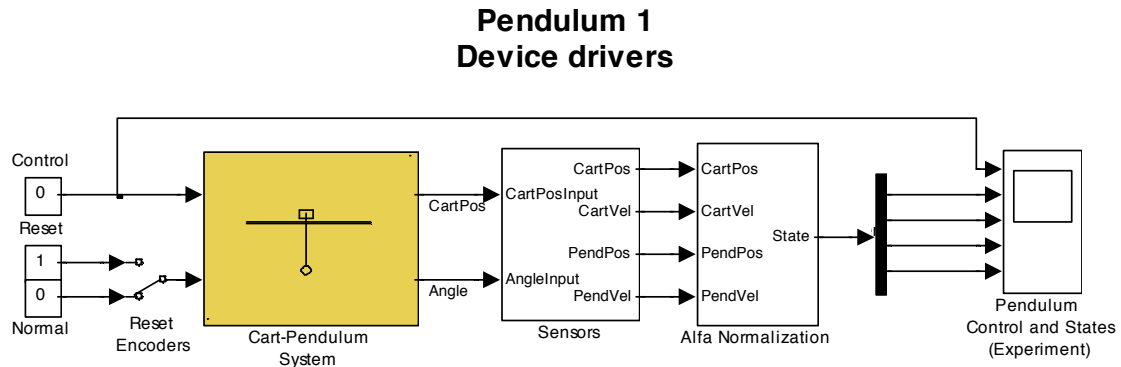 Pendulum 1
Device drivers
Control
0
Reset
1
0
Normal
Reset
Encoders
Cart-Pendulum
System
CartPos
Angle
CartPosInput
AngleInput
CartPos
CartVel
PendPos
PendVel
Sensors
CartPos
CartVel
PendPos
PendVel
State
Alfa Normalization
Pendulum
Control and States
(Experiment)